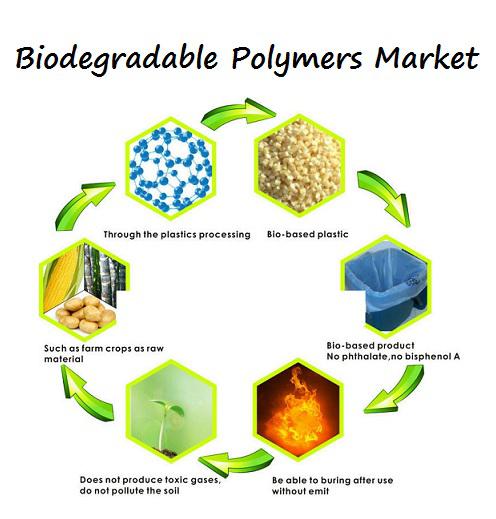 Biodegradable Polymers Market
Through the plastics processing
Bio-based plastic
Bio-based product
No phthalate,no bisphenol A
Be able to buring after use
without emit
Does not produce toxic gases,
do not pollute the soil
Such as farm crops as raw
material